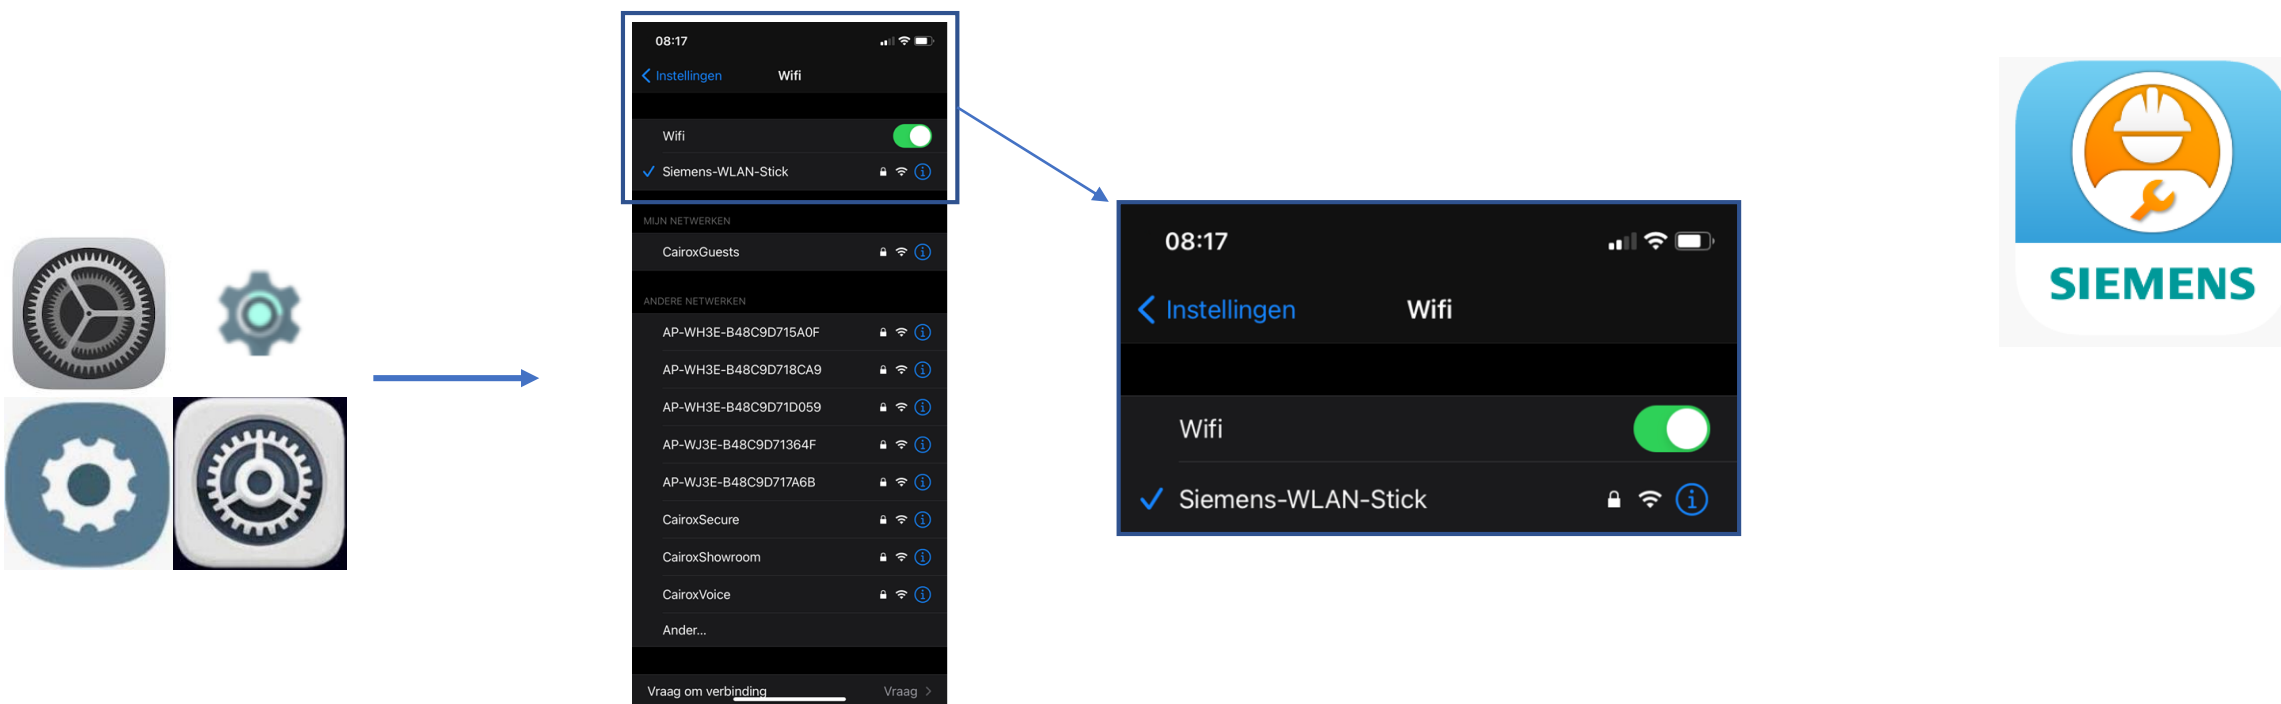 08:17
Instellingen Wifi
Wifi
Siemens-WLAN-Stick
MIJN NETWERKEN
CairoxGuests
ANDERE NETWERKEN
AP-WH3E-B48C9D715A0F
AP-WH3E-B48C9D718CA9
AP-WH3E-B48C9D71D059
AP-WJ3E-B48C9D71364F
AP-WJ3E-B48C9D717A6B
CairoxSecure
CairoxShowroom
CairoxVoice
Ander...
Vraag om verbinding Vraag
08:17
Instellingen Wifi
Wifi
Siemens-WLAN-Stick
SIEMENS